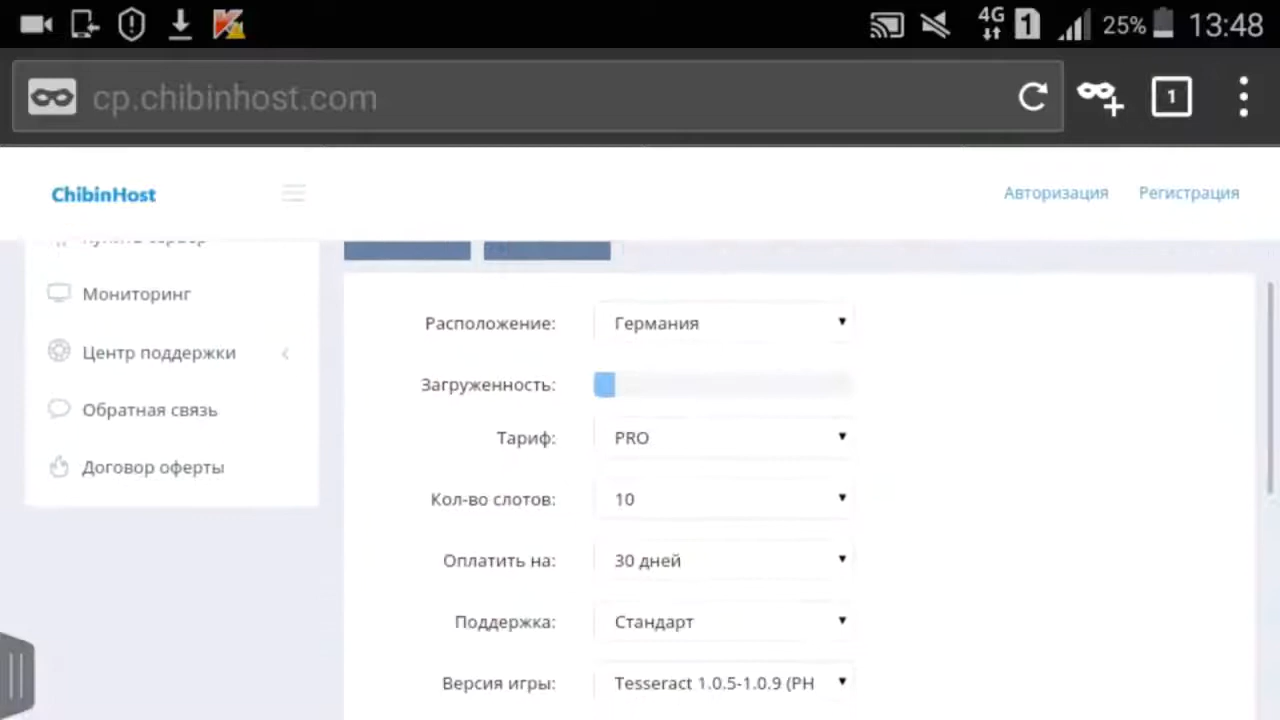 4G 1 25% 13:48
cp.chibinhost.com 1
ChibinHost Авторизация Регистрация
Мониторинг
Центр поддержки
Обратная связь
Договор оферты
Расположение: Германия
Загруженность:
Тариф: PRO
Кол-во слотов: 10
Оплатить на: 30 дней
Поддержка: Стандарт
Версия игры: Tesseract 1.0.5-1.0.9 (PH